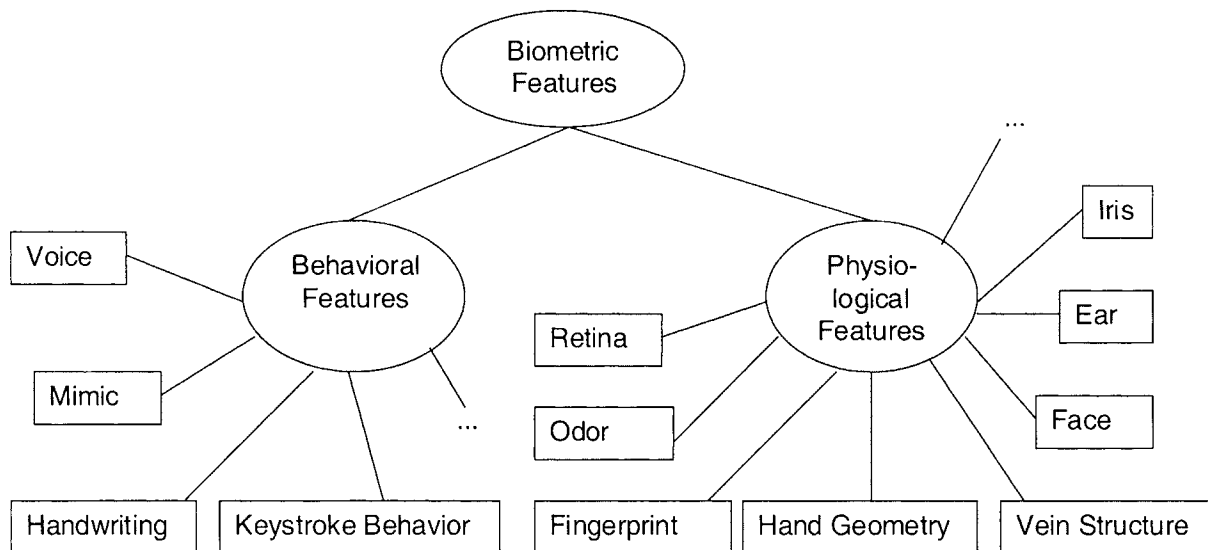 Biometric
Features
...
Iris
Voice
Behavioral
Features
Physio-
logical
Features
Ear
Retina
Mimic
Face
...
Odor
Handwriting
Keystroke Behavior
Fingerprint
Hand Geometry
Vein Structure